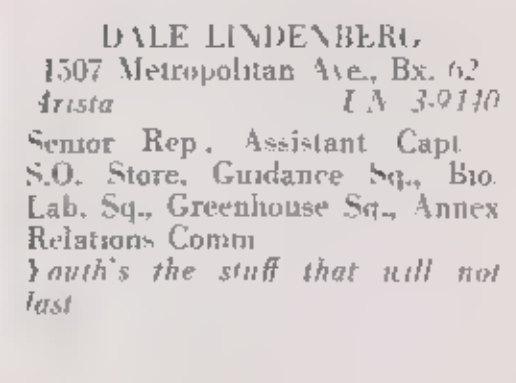 DALE LINDENBERG
1507 Metropolitan Ave., Bx. 62
Arista
Senior Rep., Assistant Capt.
S.O. Store, Guidance Sq., Bio.
Lab. Sq., Greenhouse Sq., Annex
Relations Comm
Youth's the stuff that will not
last